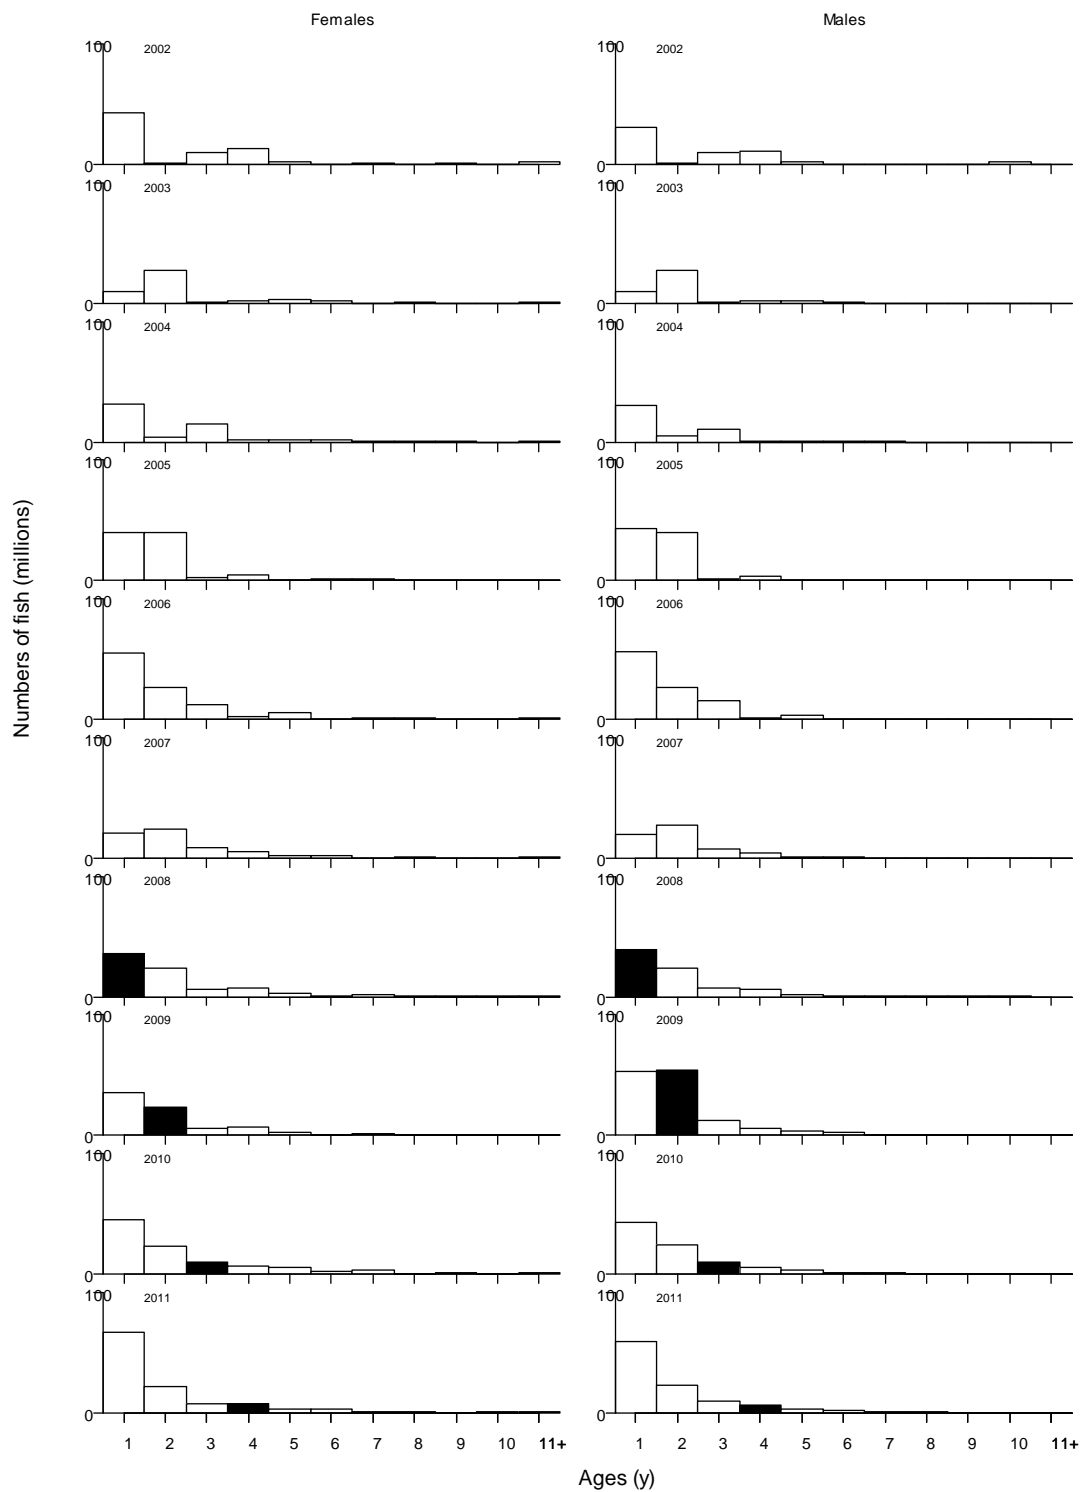 Females Males
100 2002 100 2002
0 0
100 2003 100 2003
0 0
100 2004 100 2004
0 0
100 2005 100 2005
0 0
Numbers of fish (millions)
100 2006 100 2006
0 0
100 2007 100 2007
0 0
100 2008 100 2008
0 0
100 2009 100 2009
0 0
100 2010 100 2010
0 0
100 2011 100 2011
0 0
1 2 3 4 5 6 7 8 9 10 11+ 1 2 3 4 5 6 7 8 9 10 11+
Ages (y)